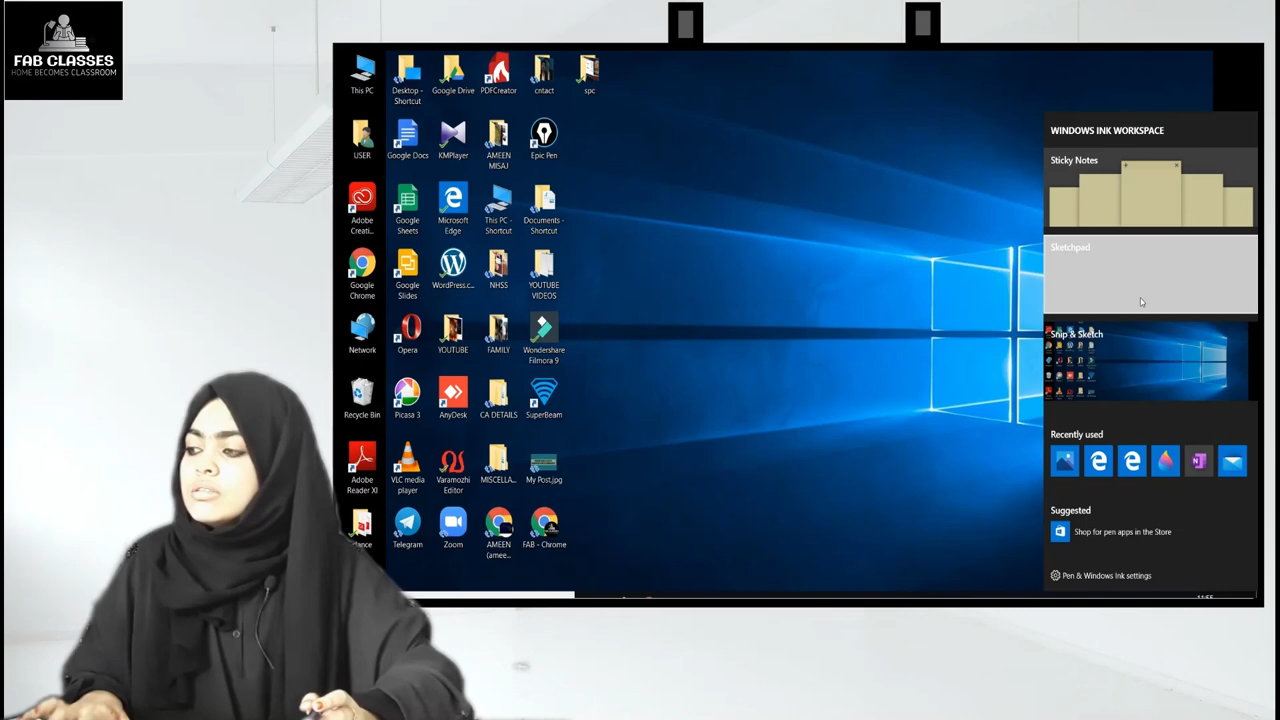 FAB CLASSES
HOME BECOMES CLASSROOM
This PC
Desktop -
Shortcut
Google Drive
PDFCreator
cntact
spc
USER
Google Docs
KMPlayer
AMEEN
MISAJ
Epic Pen
Adobe
Creati...
Google
Sheets
Microsoft
Edge
This PC -
Shortcut
Documents -
Shortcut
Google
Chrome
Google
Slides
WordPress.c...
NHSS
YOUTUBE
VIDEOS
Network
Opera
YOUTUBE
FAMILY
Wondershare
Filmora 9
Recycle Bin
Picasa 3
AnyDesk
CA DETAILS
SuperBeam
Adobe
Reader XI
VLC media
player
Varamozhi
Editor
MISCELLA...
My Post.jpg
Telegram
Zoom
AMEEN
(amee...
FAB - Chrome
WINDOWS INK WORKSPACE
Sticky Notes
Sketchpad
Snip & Sketch
Recently used
Suggested
Shop for pen apps in the Store
Pen & Windows Ink settings